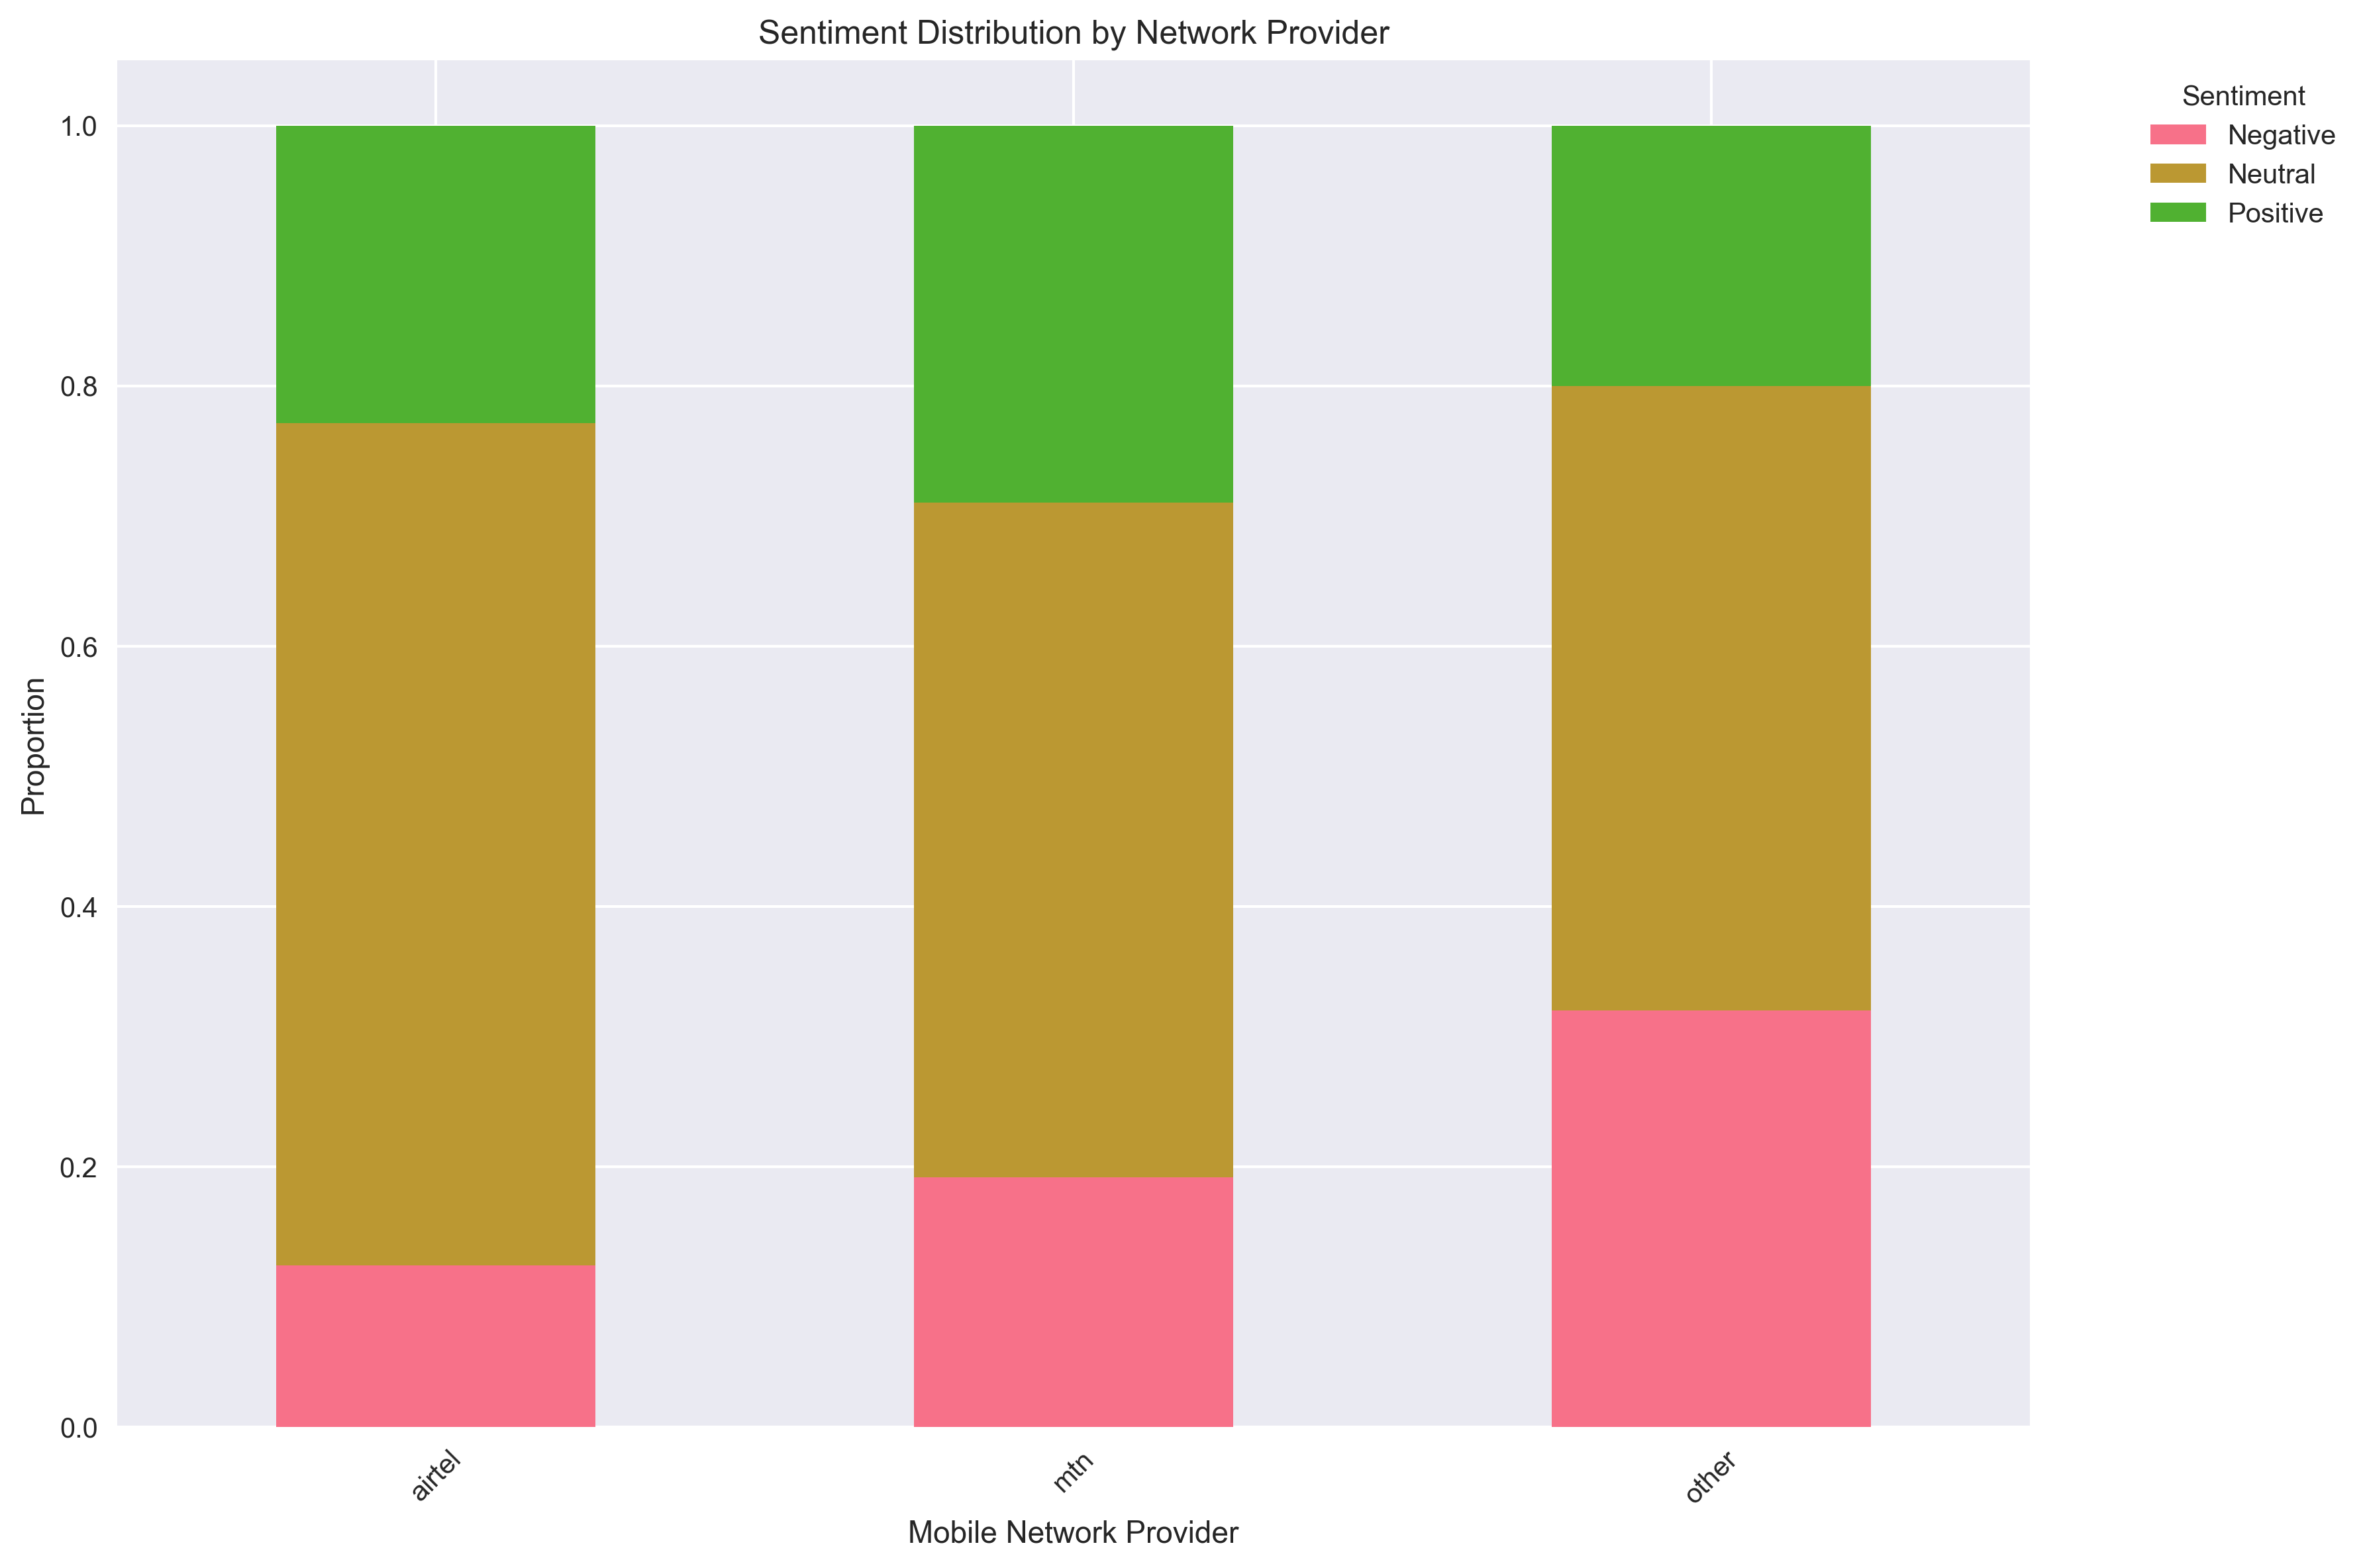 Sentiment Distribution by Network Provider
Sentiment
Negative
Neutral
Positive
1.0
0.8
0.6
0.4
0.2
0.0
Proportion
airtel
mtn
other
Mobile Network Provider